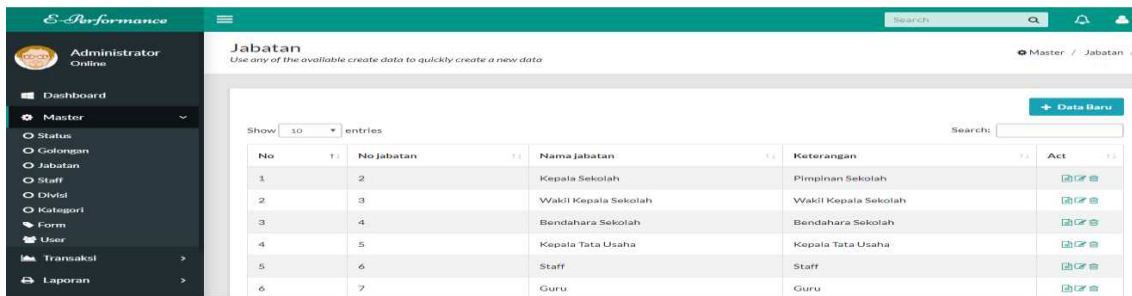 E-Performance
Search
Administrator
Online
Jabatan
Use any of the available create data to quickly create a new data
Master / Jabatan /
Dashboard
Master
Status
Golongan
Jabatan
Staff
Divisi
Kategori
Form
User
Transaksi
Laporan
+ Data Baru
Show 10 entries
Search:
No No jabatan Nama jabatan Keterangan Act
1 2 Kepala Sekolah Pimpinan Sekolah
2 3 Wakil Kepala Sekolah Wakil Kepala Sekolah
3 4 Bendahara Sekolah Bendahara Sekolah
4 5 Kepala Tata Usaha Kepala Tata Usaha
5 6 Staff Staff
6 7 Guru Guru